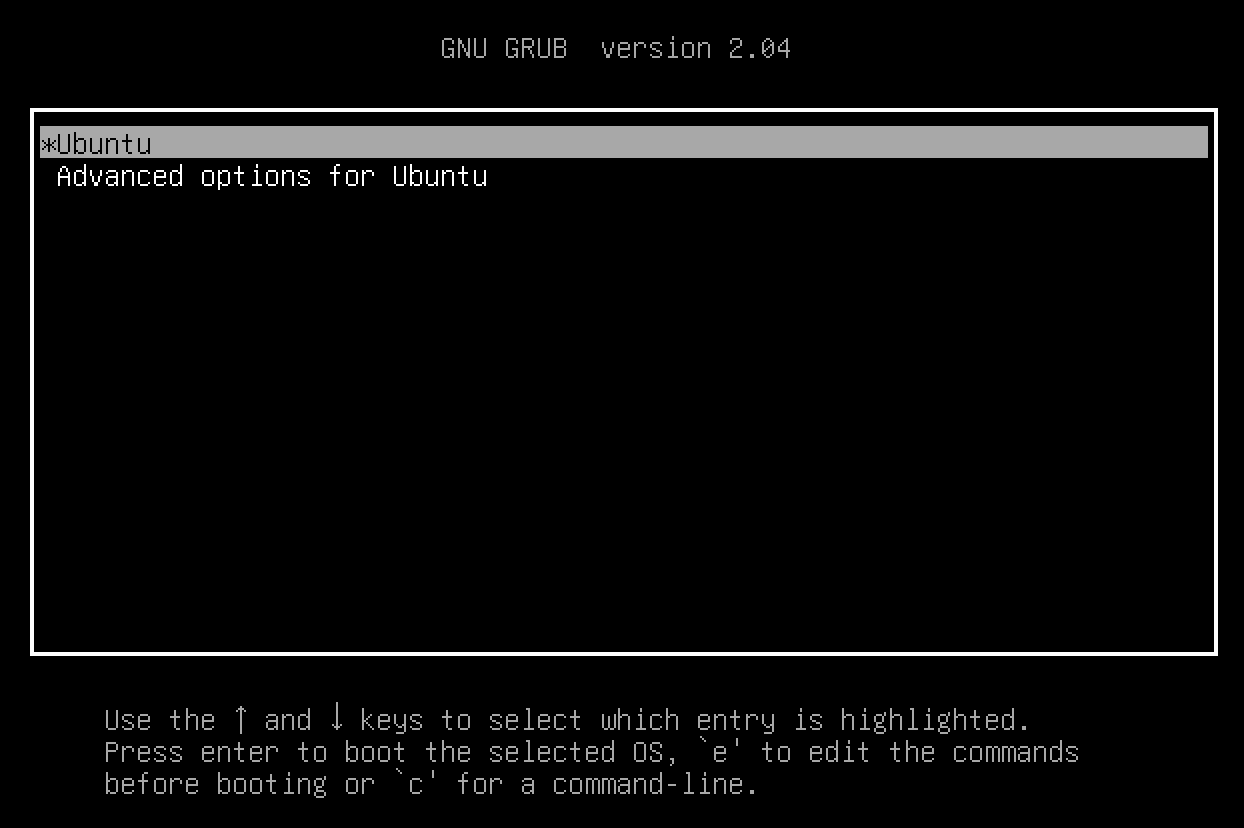 GNU GRUB  version 2.04
*Ubuntu
Advanced options for Ubuntu
Use the ↑ and ↓ keys to select which entry is highlighted.
Press enter to boot the selected OS, `e' to edit the commands
before booting or `c' for a command-line.